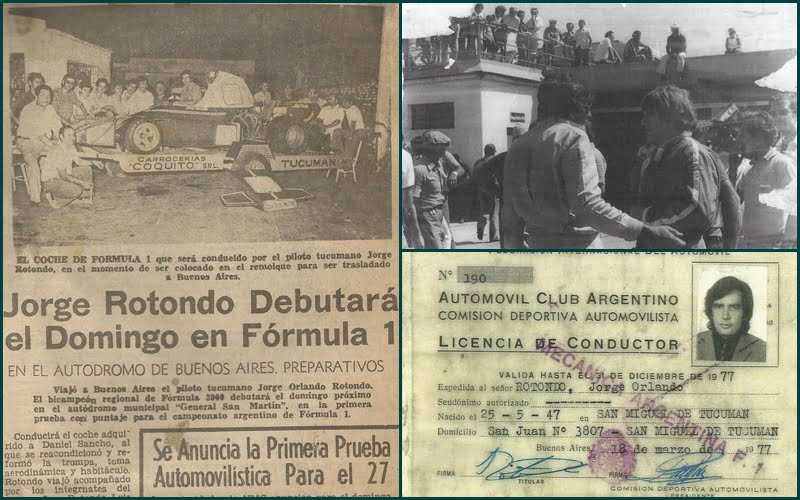 CARROCERIAS
"COQUITO" SRL
TUCUMAN
EL COCHE DE FORMULA 1 que será conducido por el piloto tucumano Jorge
Rotondo, en el momento de ser colocado en el remolque para ser trasladado
a Buenos Aires.
Jorge Rotondo Debutará
el Domingo en Fórmula 1
EN EL AUTODROMO DE BUENOS AIRES. PREPARATIVOS
Viajó a Buenos Aires el piloto tucumano Jorge Orlando Rotondo.
El bicampeón regional de Fórmula 3000 debutará el domingo próximo
en el autódromo municipal "General San Martín", en la primera
prueba con puntaje para el campeonato argentino de Fórmula 1.
Conducirá el coche adqui-
rido a Daniel Sancho, al
que se reacondicionó y re-
formó la trompa, toma
aerodinámica y habitáculo.
Rotondo viajó acompañado
por los integrantes del
Se Anuncia la Primera Prueba
Automovilística Para el 27
INTERNACIONAL DEL AUTOMOVIL
N° 190
AUTOMOVIL CLUB ARGENTINO
COMISION DEPORTIVA AUTOMOVILISTA
LICENCIA DE CONDUCTOR
MECANICA ARGENTINA F. 1
VALIDA HASTA EL DE DICIEMBRE DE 1977
Expedida al señor ROTONDO, Jorge Orlando
Seudónimo autorizado
Nacido el 25-5-47 en SAN MIGUEL DE TUCUMAN
Domicilio San Juan N° 3807 - SAN MIGUEL DE TUCUMAN
Buenos Aires, 18 de marzo de 1977
FIRMA
TITULAR
FIRMA
COMISION DEPORTIVA AUTOMOVILISTA
PRESIDENTE